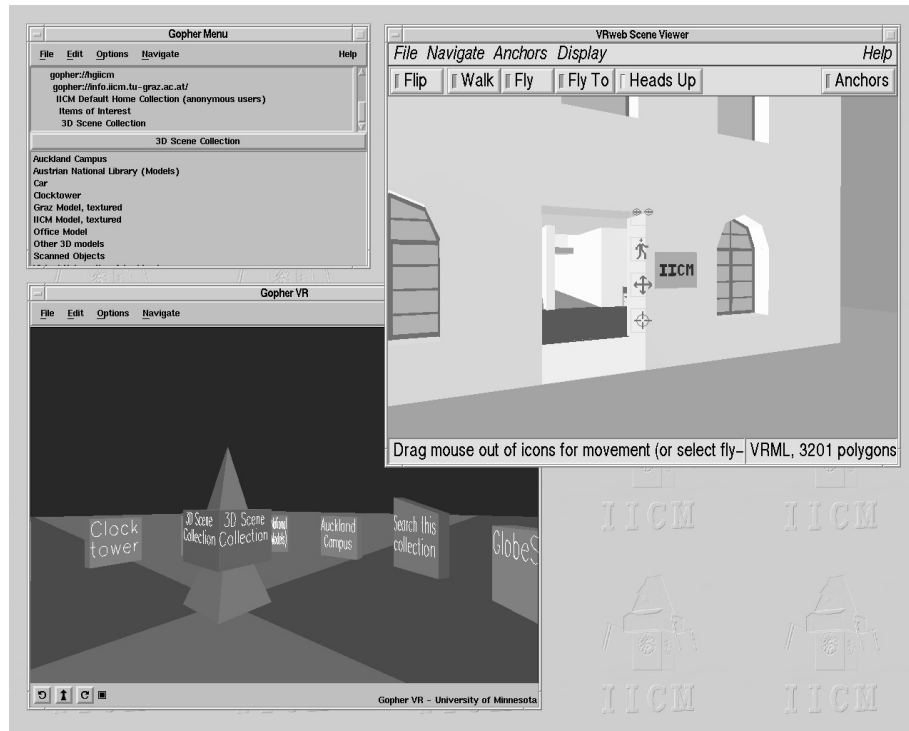 Gopher Menu
File Edit Options Navigate Help
gopher://hgiicm
gopher://info.iicm.tu-graz.ac.at/
IICM Default Home Collection (anonymous users)
Items of Interest
3D Scene Collection
3D Scene Collection
Auckland Campus
Austrian National Library (Models)
Car
Clocktower
Graz Model, textured
IICM Model, textured
Office Model
Other 3D models
Scanned Objects
VRweb Scene Viewer
File Navigate Anchors Display Help
Flip Walk Fly Fly To Heads Up Anchors
IICM
Drag mouse out of icons for movement (or select fly– VRML, 3201 polygons
Gopher VR
File Edit Options Navigate
Clock
tower
3D Scene
Collection
3D Scene
Collection
Auckland
Campus
Search this
collection
GlobeS
Gopher VR – University of Minnesota
IICM IICM
IICM IICM